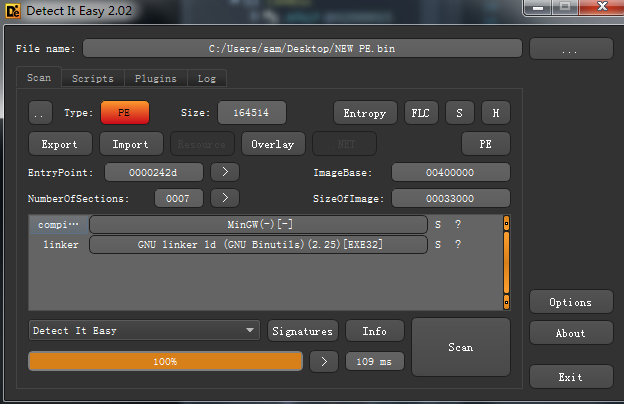 Detect It Easy 2.02
File name: C:/Users/sam/Desktop/NEW PE.bin ...
Scan Scripts Plugins Log
.. Type: PE Size: 164514 Entropy FLC S H
Export Import Resource Overlay .NET PE
EntryPoint: 0000242d > ImageBase: 00400000
NumberOfSections: 0007 > SizeOfImage: 00033000
compi··· MinGW(-)[-] S ?
linker GNU linker ld (GNU Binutils)(2.25)[EXE32] S ?
Options
Detect It Easy Signatures Info Scan About
100% > 109 ms
Exit